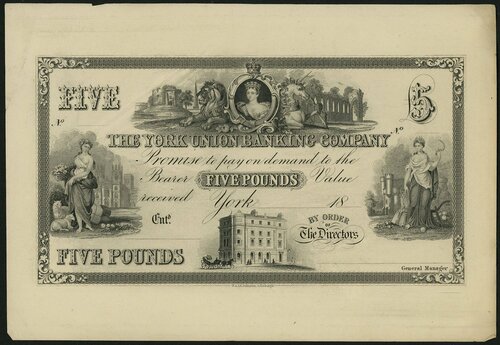 FIVE
£5
No
No
THE YORK UNION BANKING COMPANY
Promise to pay on demand to the
Bearer FIVE POUNDS Value
received York 18
Entd.
BY ORDER
of
The Directors
FIVE POUNDS
General Manager